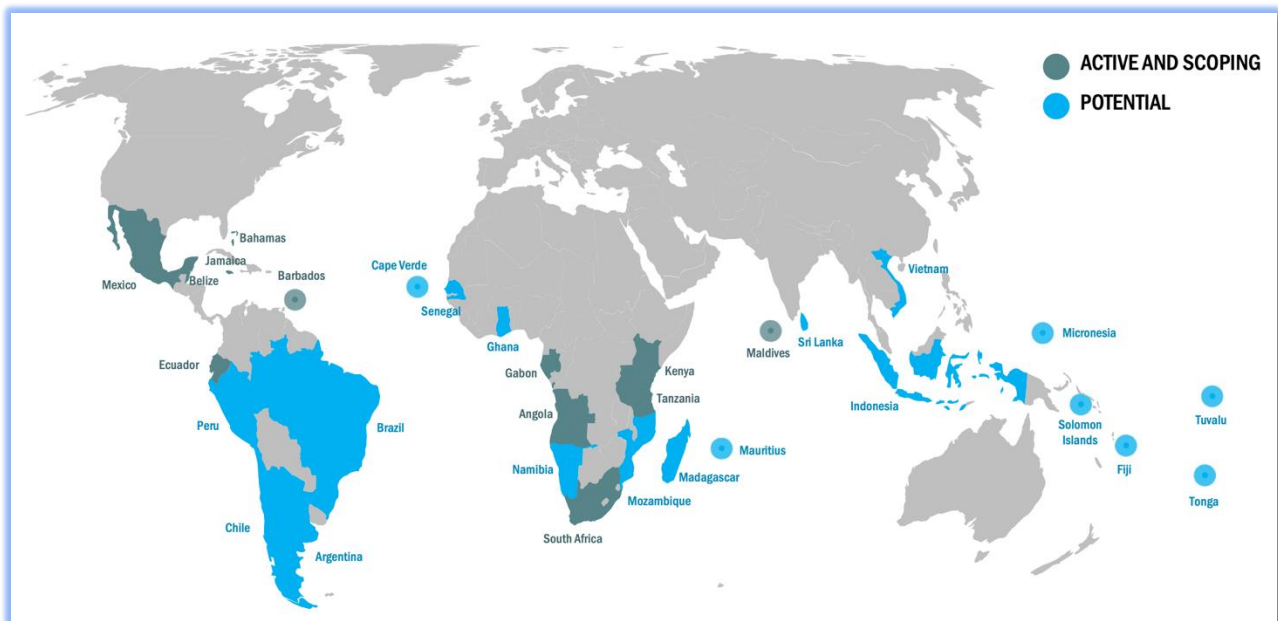 ACTIVE AND SCOPING
POTENTIAL
Bahamas
Jamaica
Belize
Mexico
Barbados
Cape Verde
Senegal
Ghana
Vietnam
Micronesia
Maldives
Sri Lanka
Ecuador
Gabon
Kenya
Tanzania
Angola
Indonesia
Solomon
Islands
Tuvalu
Peru
Brazil
Namibia
Mauritius
Madagascar
Mozambique
Fiji
Tonga
Chile
Argentina
South Africa